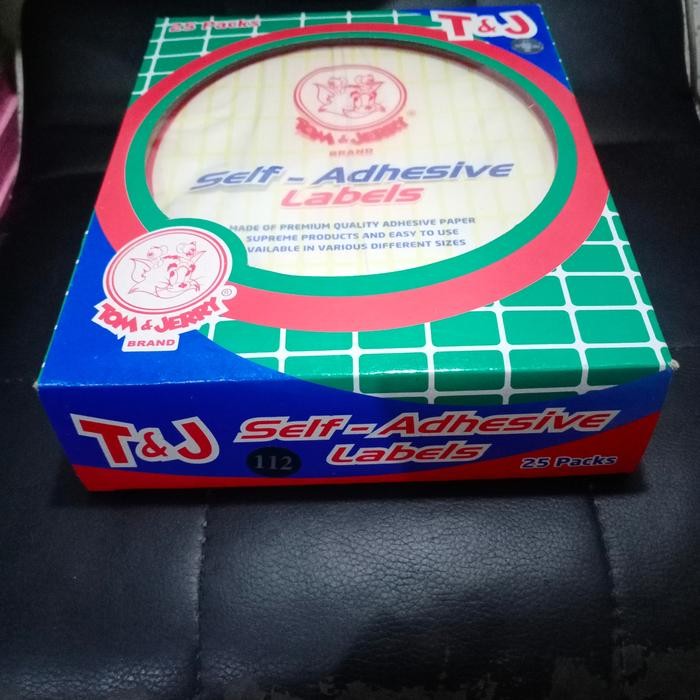 25 Packs
T&J
TOM & JERRY ®
BRAND
Self - Adhesive
Labels
MADE OF PREMIUM QUALITY ADHESIVE PAPER
SUPREME PRODUCTS AND EASY TO USE
VAILABLE IN VARIOUS DIFFERENT SIZES
TOM & JERRY ®
BRAND
T&J
Self - Adhesive
Labels
112
25 Packs